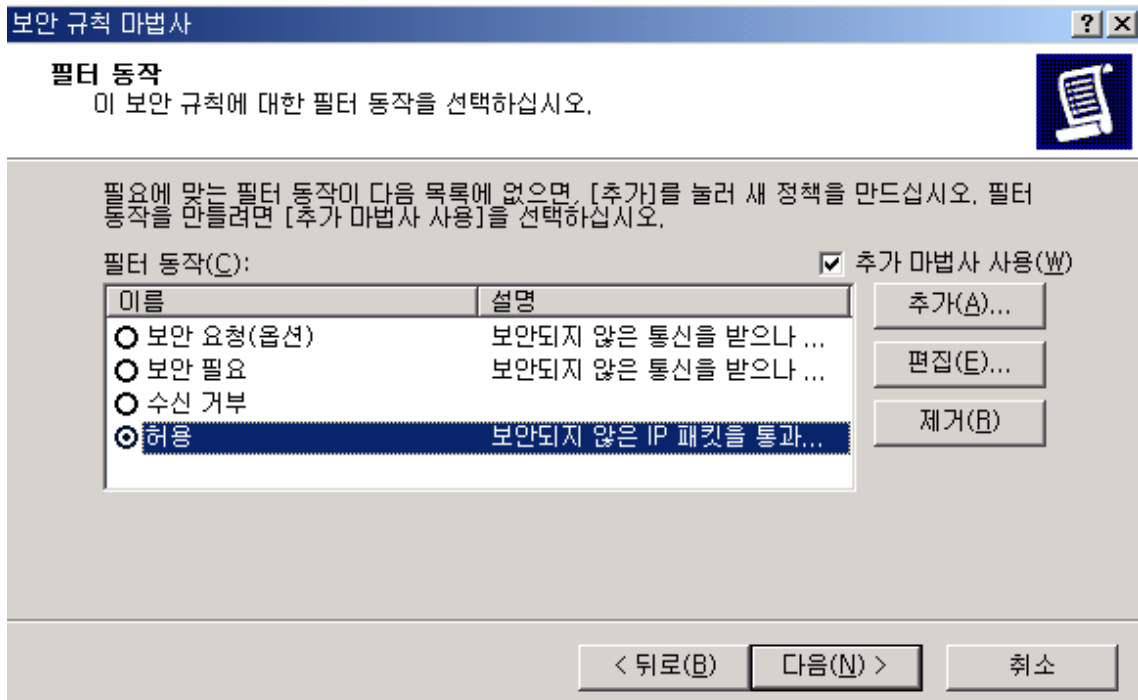 보안 규칙 마법사
필터 동작
이 보안 규칙에 대한 필터 동작을 선택하십시오.
필요에 맞는 필터 동작이 다음 목록에 없으면, [추가]를 눌러 새 정책을 만드십시오. 필터
동작을 만들려면 [추가 마법사 사용]을 선택하십시오.
필터 동작(C):
추가 마법사 사용(W)
이름 설명
보안 요청(옵션) 보안되지 않은 통신을 받으나 ...
보안 필요 보안되지 않은 통신을 받으나 ...
수신 거부
허용 보안되지 않은 IP 패킷을 통과...
추가(A)...
편집(E)...
제거(R)
< 뒤로(B) 다음(N) > 취소